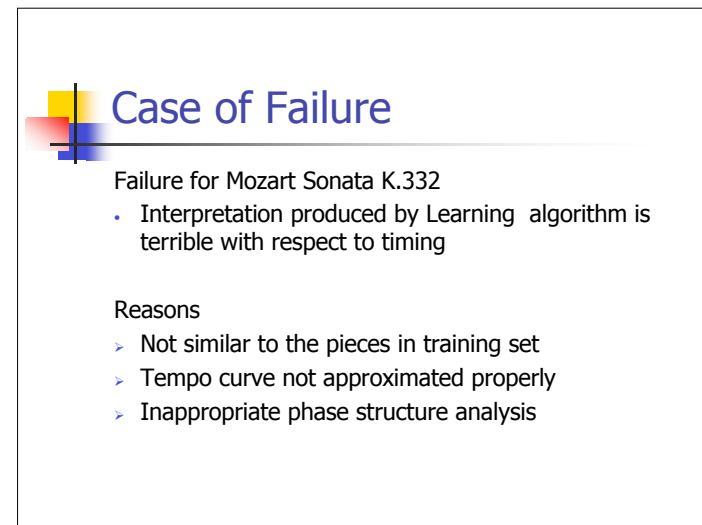 Case of Failure
Failure for Mozart Sonata K.332
• Interpretation produced by Learning algorithm is
terrible with respect to timing
Reasons
➢ Not similar to the pieces in training set
➢ Tempo curve not approximated properly
➢ Inappropriate phase structure analysis